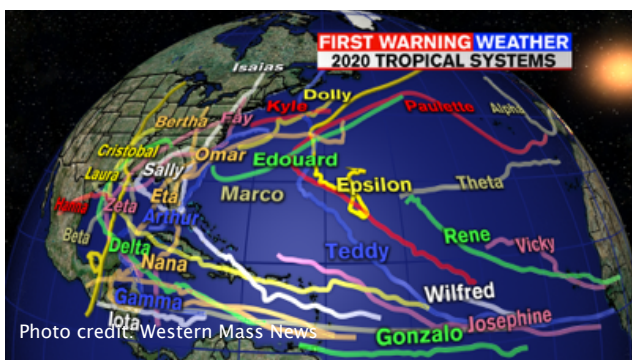 FIRST WARNING WEATHER
2020 TROPICAL SYSTEMS
Isaias
Dolly
Kyle
Paulette
Alpha
Fay
Bertha
Cristobal
Omar
Edouard
Sally
Laura
Marco
Epsilon
Theta
Eta
Hanna
Zeta
Arthur
Beta
Delta
Rene
Vicky
Teddy
Nana
Wilfred
Gamma
Iota
Josephine
Gonzalo
Photo credit: Western Mass News